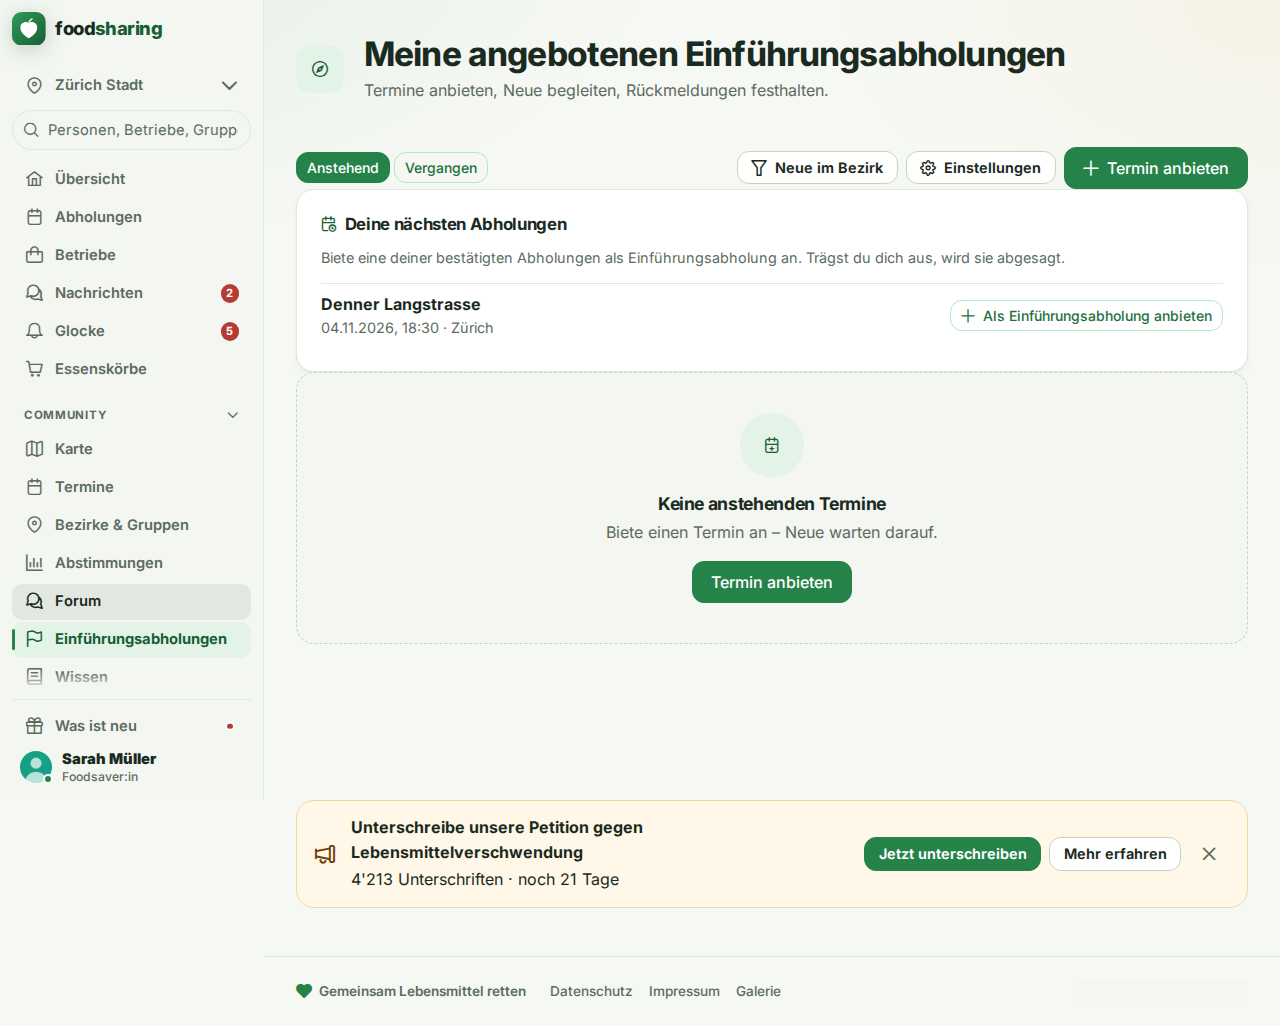 foodsharing
Zürich Stadt
Personen, Betriebe, Grupp
Übersicht
Abholungen
Betriebe
Nachrichten 2
Glocke 5
Essenskörbe
COMMUNITY
Karte
Termine
Bezirke & Gruppen
Abstimmungen
Forum
Einführungsabholungen
Wissen
Was ist neu
Sarah Müller
Foodsaver:in
Meine angebotenen Einführungsabholungen
Termine anbieten, Neue begleiten, Rückmeldungen festhalten.
Anstehend Vergangen Neue im Bezirk Einstellungen Termin anbieten
Deine nächsten Abholungen
Biete eine deiner bestätigten Abholungen als Einführungsabholung an. Trägst du dich aus, wird sie abgesagt.
Denner Langstrasse
04.11.2026, 18:30 · Zürich
Als Einführungsabholung anbieten
Keine anstehenden Termine
Biete einen Termin an – Neue warten darauf.
Termin anbieten
Unterschreibe unsere Petition gegen
Lebensmittelverschwendung
4'213 Unterschriften · noch 21 Tage
Jetzt unterschreiben Mehr erfahren
Gemeinsam Lebensmittel retten Datenschutz Impressum Galerie